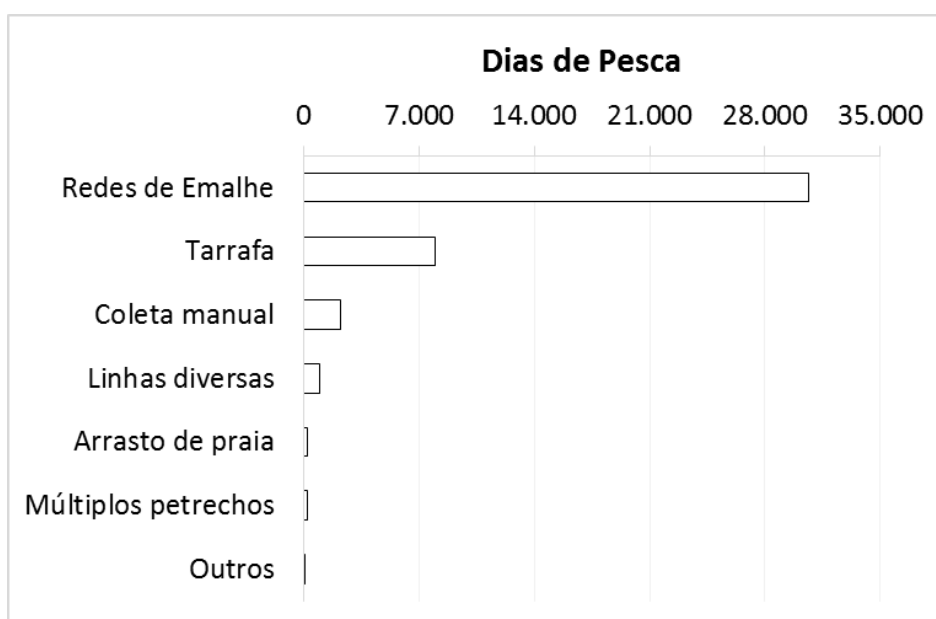 Dias de Pesca
0 7.000 14.000 21.000 28.000 35.000
Redes de Emalhe
Tarrafa
Coleta manual
Linhas diversas
Arrasto de praia
Múltiplos petrechos
Outros